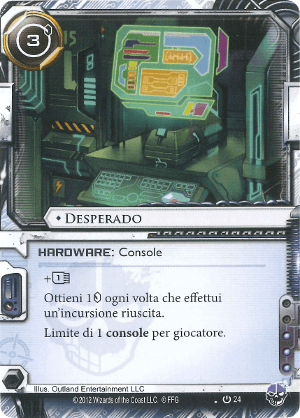 3
15
• DESPERADO
HARDWARE: Console
+1
Ottieni 1 ogni volta che effettui
un'incursione riuscita.
Limite di 1 console per giocatore.
Illus. Outland Entertainment LLC
©2012 Wizards of the Coast LLC. © FFG
24